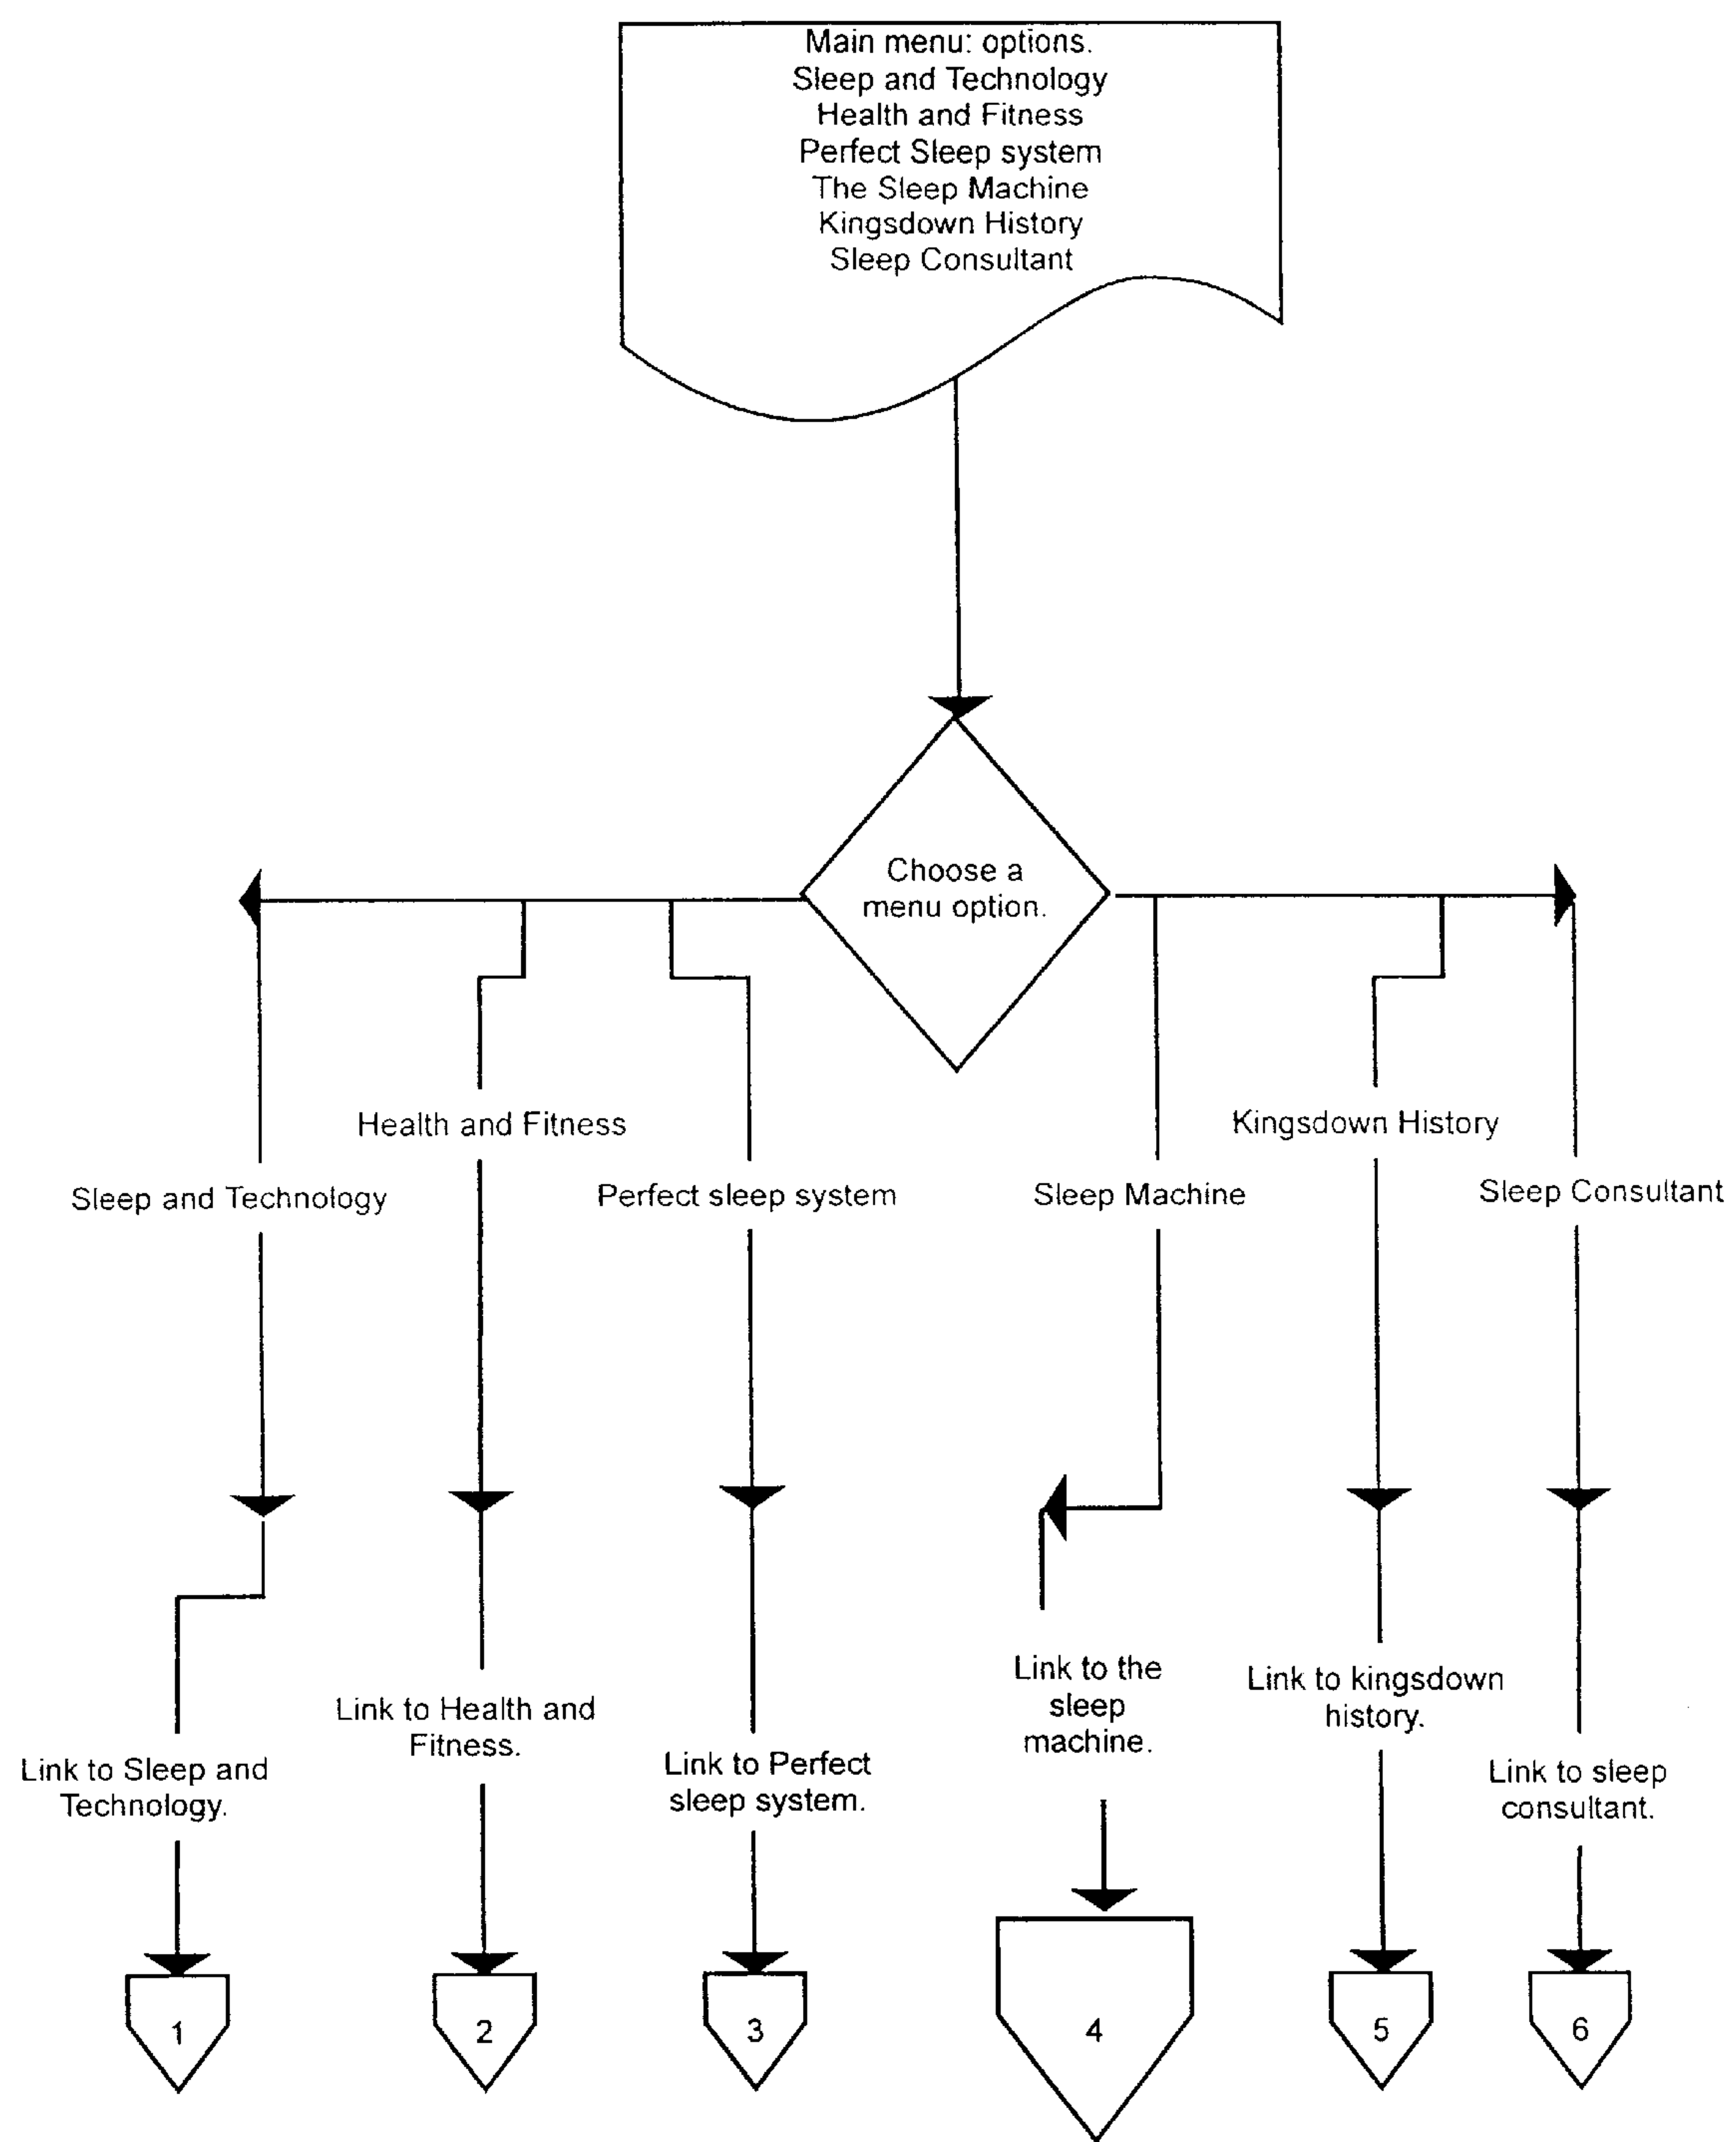 Main menu: options.
Sleep and Technology
Health and Fitness
Perfect Sleep system
The Sleep Machine
Kingsdown History
Sleep Consultant
Choose a
menu option.
Health and Fitness
Kingsdown History
Sleep and Technology
Perfect sleep system
Sleep Machine
Sleep Consultant
Link to Sleep and
Technology.
Link to Health and
Fitness.
Link to Perfect
sleep system.
Link to the
sleep
machine.
Link to kingsdown
history.
Link to sleep
consultant.
1
2
3
4
5
6